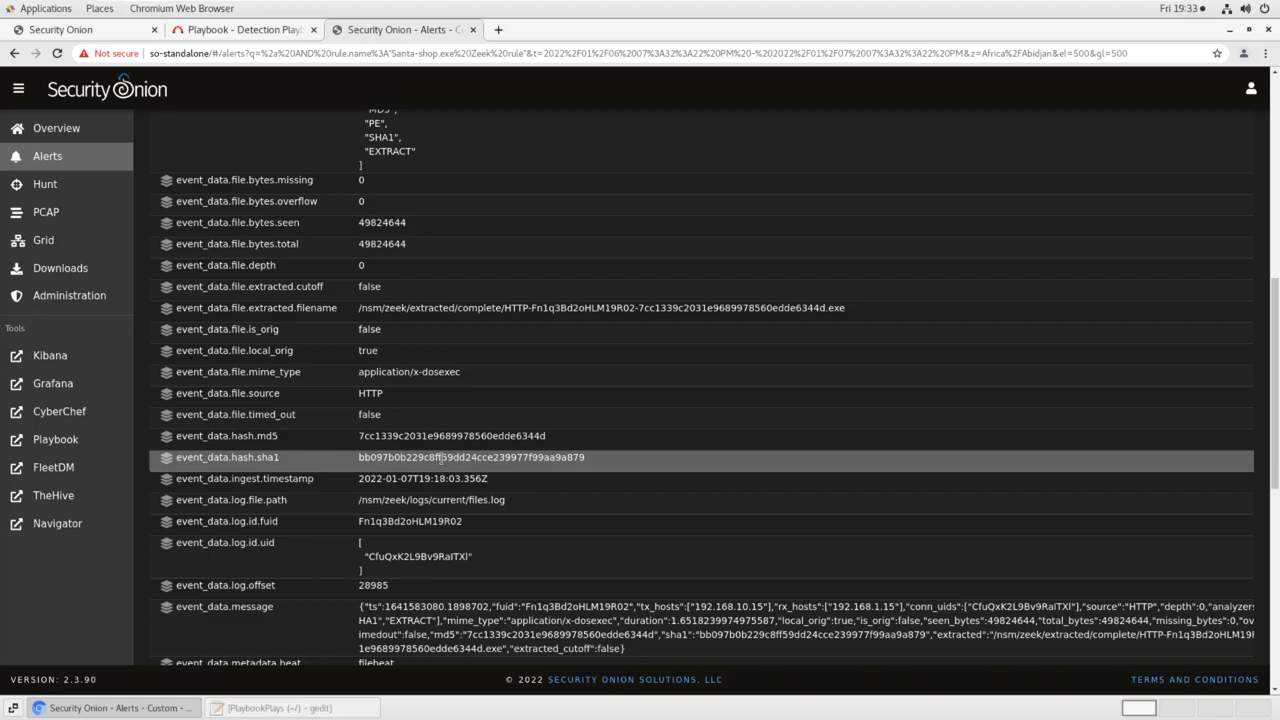 Applications Places Chromium Web Browser Fri 19:33
Security Onion × Playbook - Detection Playb × Security Onion - Alerts - C × +
Not secure so-standalone/#/alerts?q=%2a%20AND%20rule.name%3A"Santa-shop.exe%20Zeek%20rule"&t=2022%2F01%2F06%2007%3A32%3A22%20PM%20-%202022%2F01%2F07%2007%3A32%3A22%20PM&z=Africa%2FAbidjan&el=500&gl=500
Security Onion
"MD5",
Overview "PE",
"SHA1",
Alerts "EXTRACT"
]
event_data.file.bytes.missing 0
Hunt
event_data.file.bytes.overflow 0
PCAP
event_data.file.bytes.seen 49824644
Grid
event_data.file.bytes.total 49824644
Downloads
event_data.file.depth 0
event_data.file.extracted.cutoff false
Administration
event_data.file.extracted.filename /nsm/zeek/extracted/complete/HTTP-Fn1q3Bd2oHLM19R02-7cc1339c2031e9689978560edde6344d.exe
Tools
event_data.file.is_orig false
event_data.file.local_orig true
Kibana
event_data.file.mime_type application/x-dosexec
Grafana
event_data.file.source HTTP
CyberChef
event_data.file.timed_out false
Playbook
event_data.hash.md5 7cc1339c2031e9689978560edde6344d
event_data.hash.sha1 bb097b0b229c8ff59dd24cce239977f99aa9a879
FleetDM
event_data.ingest.timestamp 2022-01-07T19:18:03.356Z
TheHive
event_data.log.file.path /nsm/zeek/logs/current/files.log
event_data.log.id.fuid Fn1q3Bd2oHLM19R02
Navigator
event_data.log.id.uid [
"CfuQxK2L9Bv9RaITXl"
]
event_data.log.offset 28985
event_data.message {"ts":1641583080.1898702,"fuid":"Fn1q3Bd2oHLM19R02","tx_hosts":["192.168.10.15"],"rx_hosts":["192.168.1.15"],"conn_uids":["CfuQxK2L9Bv9RaITXl"],"source":"HTTP","depth":0,"analyzers
HA1","EXTRACT"],"mime_type":"application/x-dosexec","duration":1.6518239974975587,"local_orig":true,"is_orig":false,"seen_bytes":49824644,"total_bytes":49824644,"missing_bytes":0,"ov
imedout":false,"md5":"7cc1339c2031e9689978560edde6344d","sha1":"bb097b0b229c8ff59dd24cce239977f99aa9a879","extracted":"/nsm/zeek/extracted/complete/HTTP-Fn1q3Bd2oHLM19R
1e9689978560edde6344d.exe","extracted_cutoff":false}
event_data.metadata.beat filebeat
VERSION: 2.3.90 © 2022 SECURITY ONION SOLUTIONS, LLC TERMS AND CONDITIONS
Security Onion - Alerts - Custom - ... [PlaybookPlays (~/) - gedit]